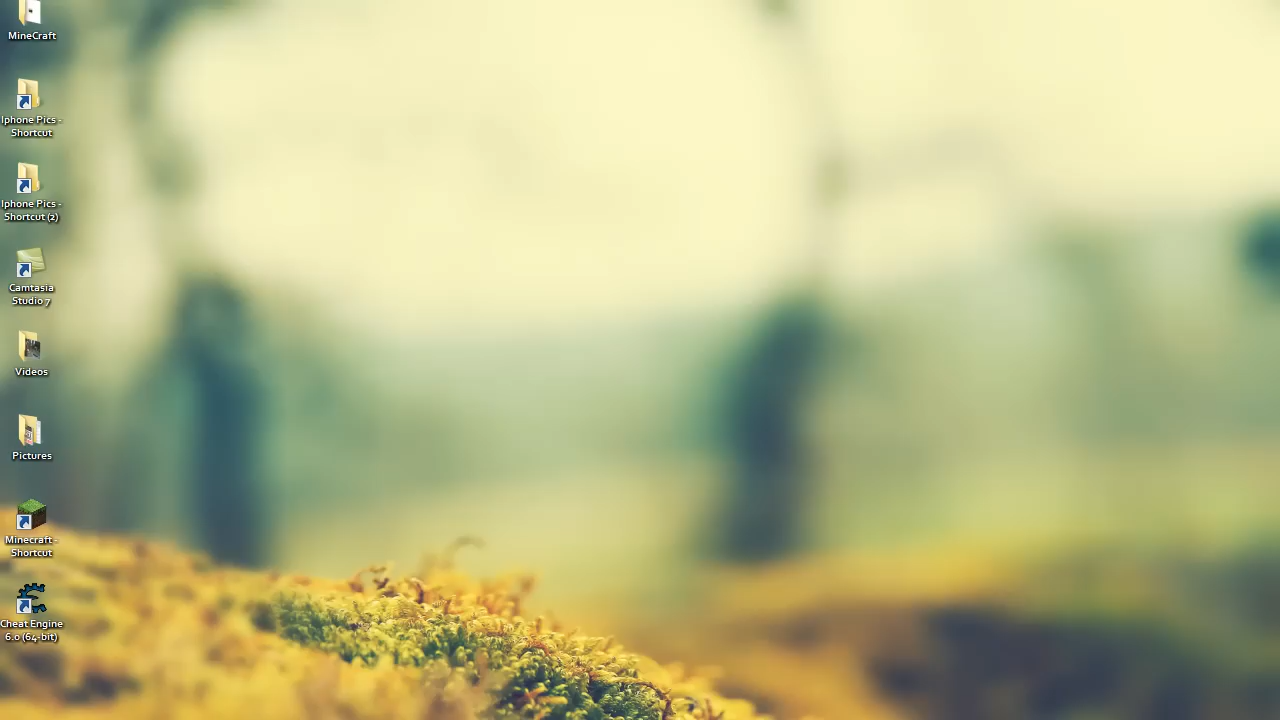 MineCraft
Iphone Pics -
Shortcut
Iphone Pics -
Shortcut (2)
Camtasia
Studio 7
Videos
Pictures
Minecraft -
Shortcut
Cheat Engine
6.0 (64-bit)